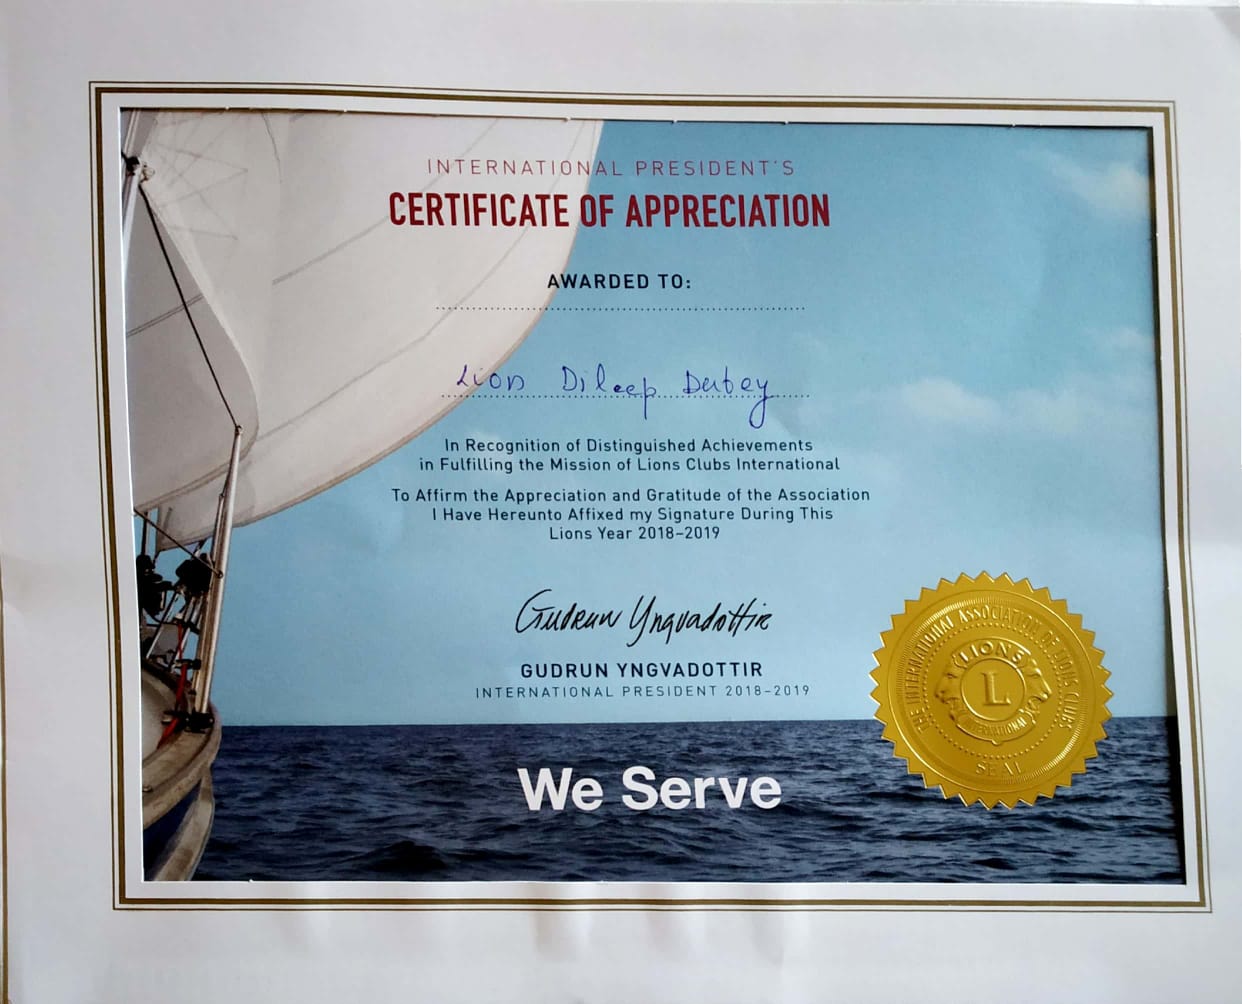 INTERNATIONAL PRESIDENT'S
CERTIFICATE OF APPRECIATION
AWARDED TO:
Lion Dileep
In Recognition of Distinguished Achievements
in Fulfilling the Mission of Lions Clubs International
To Affirm the Appreciation and Gratitude of the Association
I Have Hereunto Affixed my Signature During This
Lions Year 2018–2019
Gudrun Yngvadottir
GUDRUN YNGVADOTTIR
INTERNATIONAL PRESIDENT 2018–2019
We Serve
THE INTERNATIONAL ASSOCIATION OF LIONS CLUBS
LIONS
L
INTERNATIONAL
SEAL